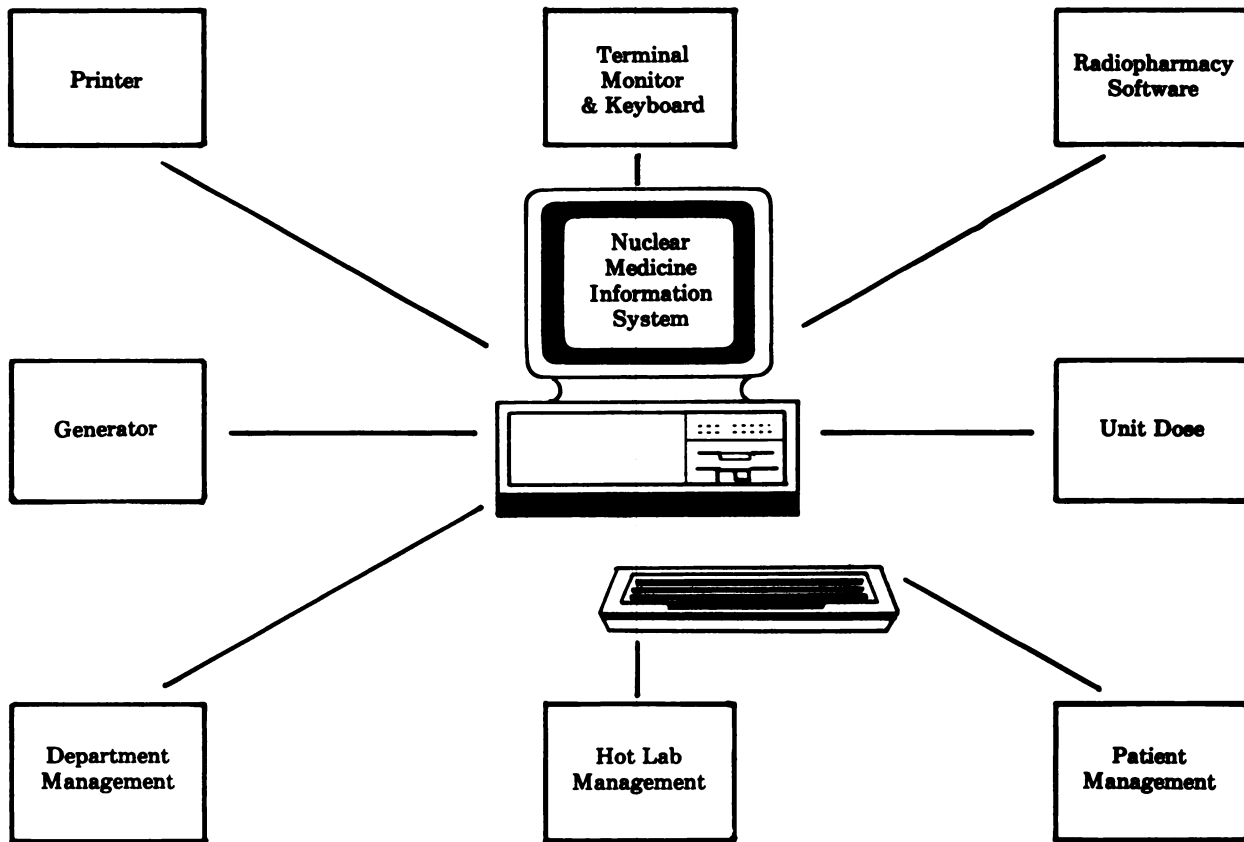 Printer
Terminal
Monitor
& Keyboard
Radiopharmacy
Software
Nuclear
Medicine
Information
System
Generator
Unit Dose
Department
Management
Hot Lab
Management
Patient
Management